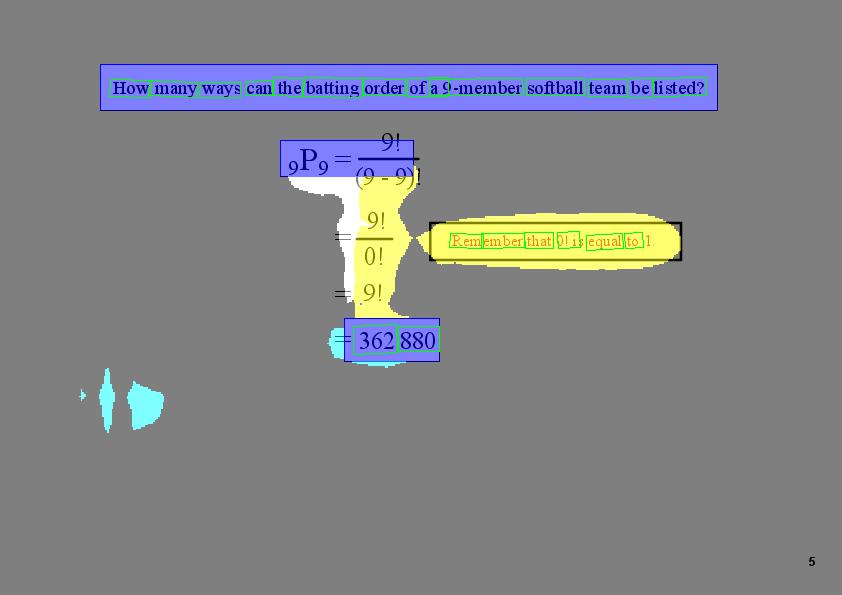 How many ways can the batting order of a 9-member softball team be listed?
₉P₉ = 9! / (9 - 9)!
= 9! / 0!
Remember that 0! is equal to 1.
= 9!
= 362 880
5